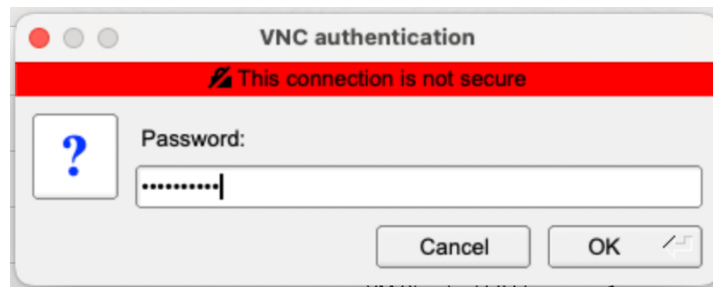 VNC authentication
This connection is not secure
?
Password:
••••••••••
Cancel
OK